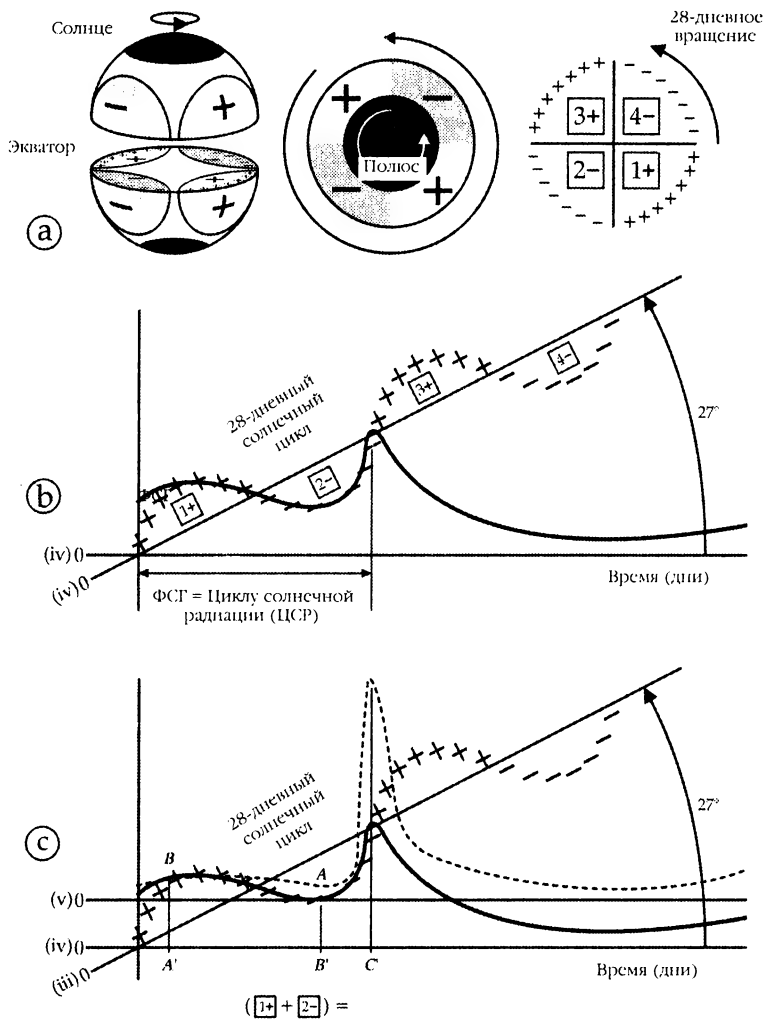 Солнце
Экватор
Полюс
28-дневное
вращение
3+
4−
2−
1+
a
28-дневный
солнечный
цикл
1+
2−
3+
4−
27°
b
(iv)0
(iv)0
ФСГ = Циклу солнечной
радиации (ЦСР)
Время (дни)
28-дневный
солнечный
цикл
27°
c
B
A
(v)0
(iv)0
(iii)0
A'
B'
C'
Время (дни)
(1+ + 2−) =